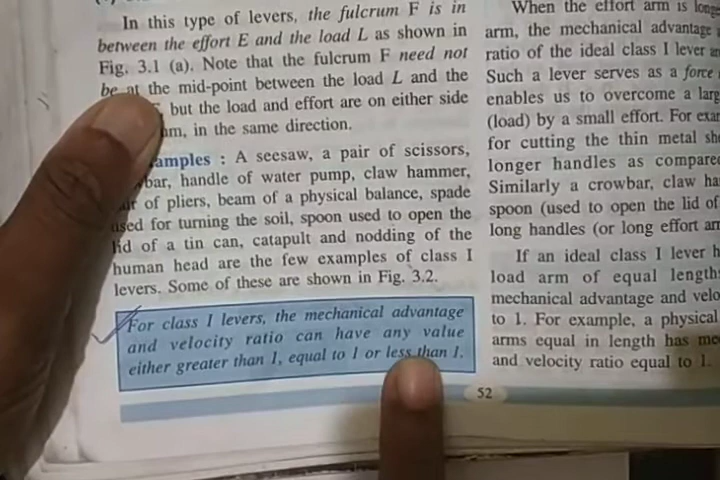 In this type of levers, the fulcrum F is in
between the effort E and the load L as shown in
Fig. 3.1 (a). Note that the fulcrum F need not
be at the mid-point between the load L and the
but the load and effort are on either side
in the same direction.
: A seesaw, a pair of scissors,
handle of water pump, claw hammer,
of pliers, beam of a physical balance, spade
used for turning the soil, spoon used to open the
lid of a tin can, catapult and nodding of the
human head are the few examples of class I
levers. Some of these are shown in Fig. 3.2.
For class I levers, the mechanical advantage
and velocity ratio can have any value
either greater than 1, equal to 1 or less than 1.
When the effort arm is
arm, the mechanical advantage
ratio of the ideal class I lever
Such a lever serves as a force
enables us to overcome a
(load) by a small effort. For
for cutting the thin metal
longer handles as
Similarly a crowbar, claw
spoon (used to open the lid of
long handles (or long effort
If an ideal class I lever
load arm of equal
mechanical advantage and
to 1. For example, a physical
arms equal in length has
and velocity ratio equal to 1.
52